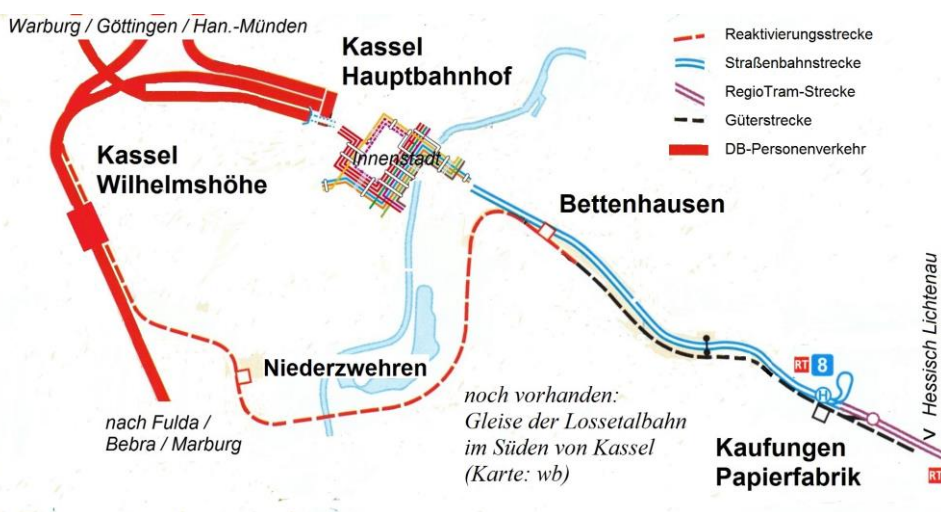 Warburg / Göttingen / Han.-Münden
Kassel
Hauptbahnhof
Reaktivierungsstrecke
Straßenbahnstrecke
RegioTram-Strecke
Güterstrecke
DB-Personenverkehr
Innenstadt
Kassel
Wilhelmshöhe
Bettenhausen
Niederzwehren
nach Fulda /
Bebra / Marburg
noch vorhanden:
Gleise der Lossetalbahn
im Süden von Kassel
(Karte: wb)
RT 8
H
Kaufungen
Papierfabrik
< Hessisch Lichtenau
RT